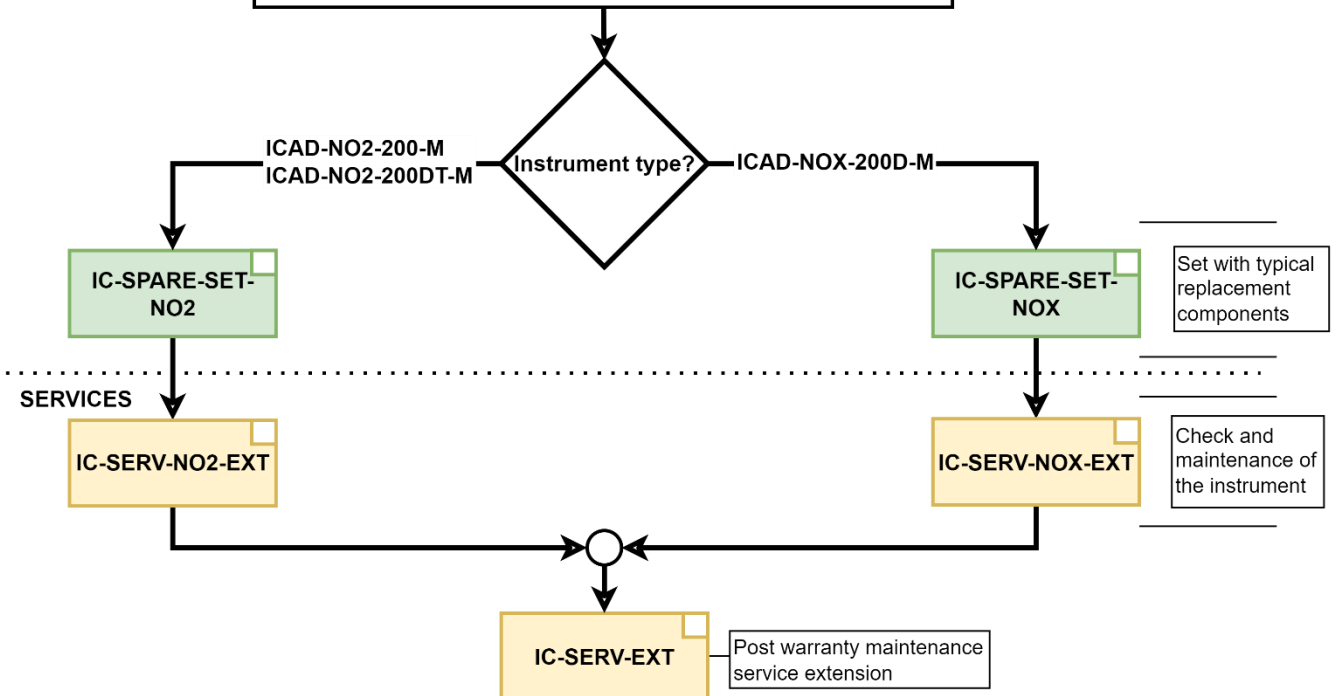 ICAD-NO2-200-M
ICAD-NO2-200DT-M
Instrument type?
ICAD-NOX-200D-M
IC-SPARE-SET-
NO2
IC-SPARE-SET-
NOX
Set with typical
replacement
components
SERVICES
IC-SERV-NO2-EXT
IC-SERV-NOX-EXT
Check and
maintenance of
the instrument
IC-SERV-EXT
Post warranty maintenance
service extension